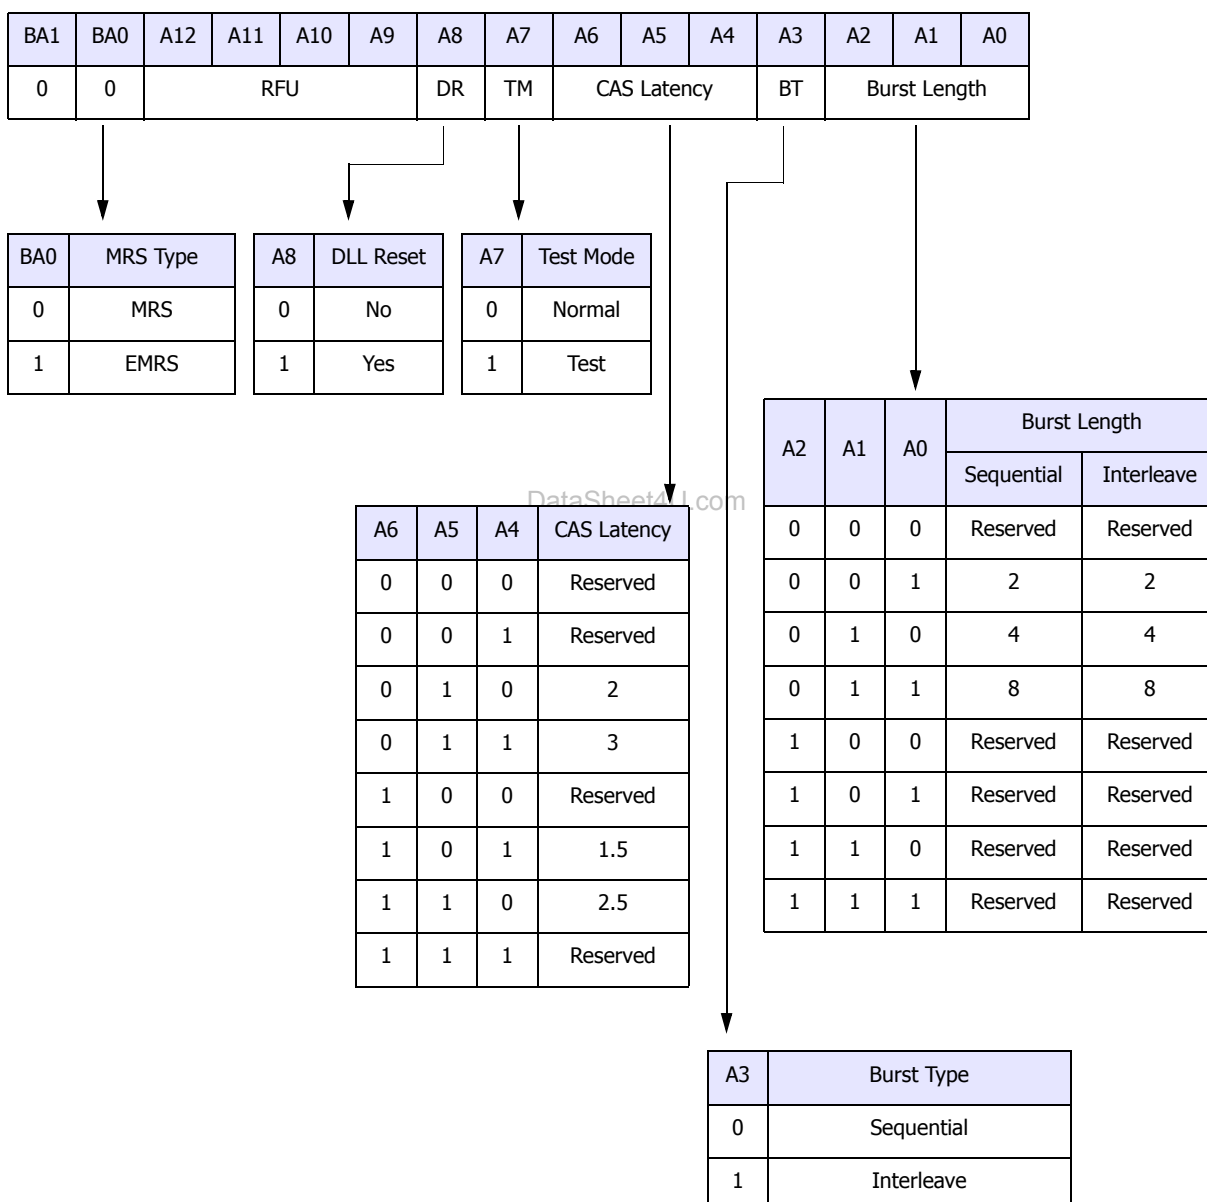 BA1 BA0 A12 A11 A10 A9 A8 A7 A6 A5 A4 A3 A2 A1 A0
0 0 RFU DR TM CAS Latency BT Burst Length
BA0 MRS Type
0 MRS
1 EMRS
A8 DLL Reset
0 No
1 Yes
A7 Test Mode
0 Normal
1 Test
A2 A1 A0 Burst Length
Sequential Interleave
0 0 0 Reserved Reserved
0 0 1 2 2
0 1 0 4 4
0 1 1 8 8
1 0 0 Reserved Reserved
1 0 1 Reserved Reserved
1 1 0 Reserved Reserved
1 1 1 Reserved Reserved
DataSheet4U.com
A6 A5 A4 CAS Latency
0 0 0 Reserved
0 0 1 Reserved
0 1 0 2
0 1 1 3
1 0 0 Reserved
1 0 1 1.5
1 1 0 2.5
1 1 1 Reserved
A3 Burst Type
0 Sequential
1 Interleave